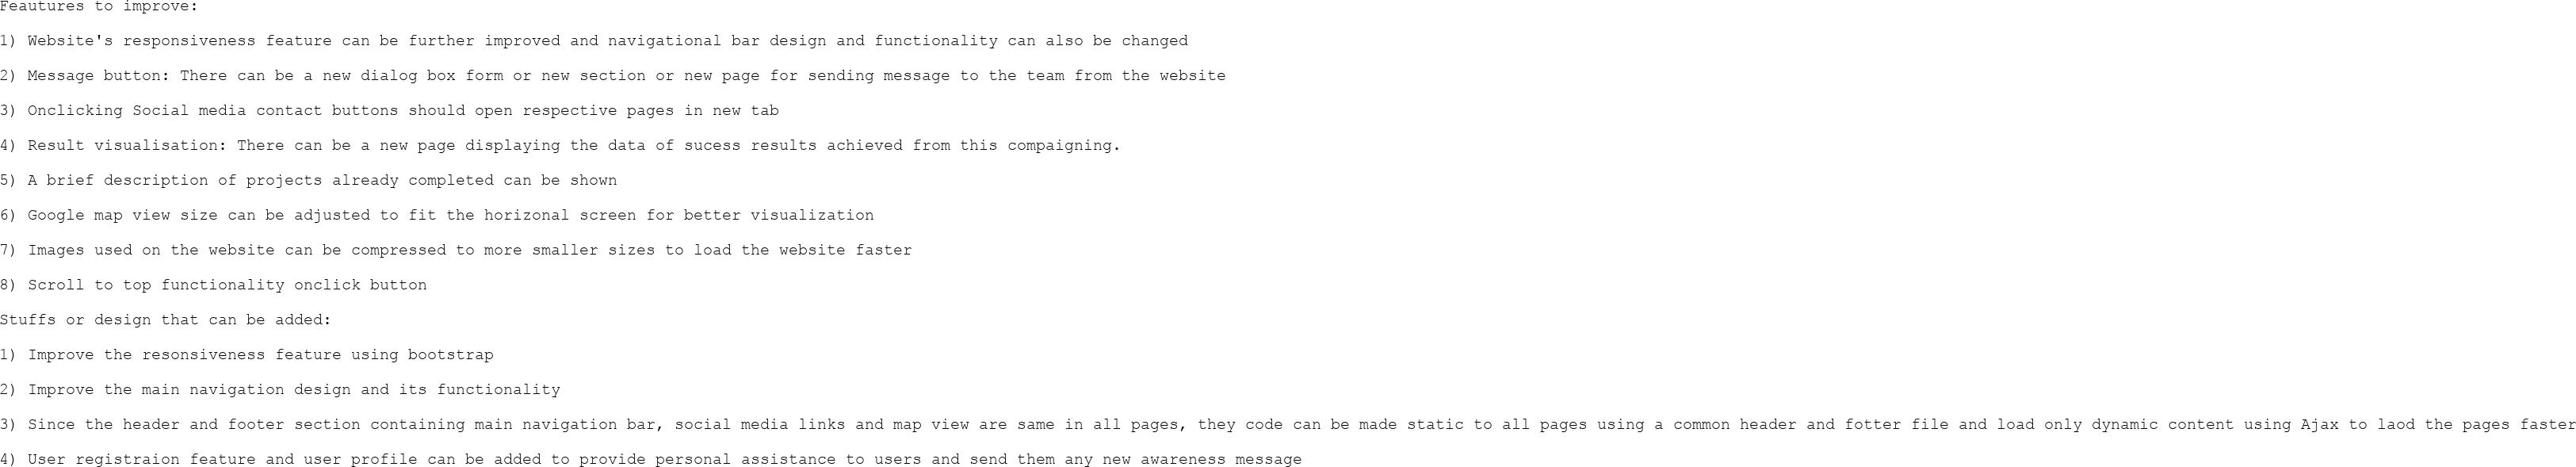 Feautures to improve:
1) Website's responsiveness feature can be further improved and navigational bar design and functionality can also be changed
2) Message button: There can be a new dialog box form or new section or new page for sending message to the team from the website
3) Onclicking Social media contact buttons should open respective pages in new tab
4) Result visualisation: There can be a new page displaying the data of sucess results achieved from this compaigning.
5) A brief description of projects already completed can be shown
6) Google map view size can be adjusted to fit the horizonal screen for better visualization
7) Images used on the website can be compressed to more smaller sizes to load the website faster
8) Scroll to top functionality onclick button
Stuffs or design that can be added:
1) Improve the resonsiveness feature using bootstrap
2) Improve the main navigation design and its functionality
3) Since the header and footer section containing main navigation bar, social media links and map view are same in all pages, they code can be made static to all pages using a common header and fotter file and load only dynamic content using Ajax to laod the pages faster
4) User registraion feature and user profile can be added to provide personal assistance to users and send them any new awareness message